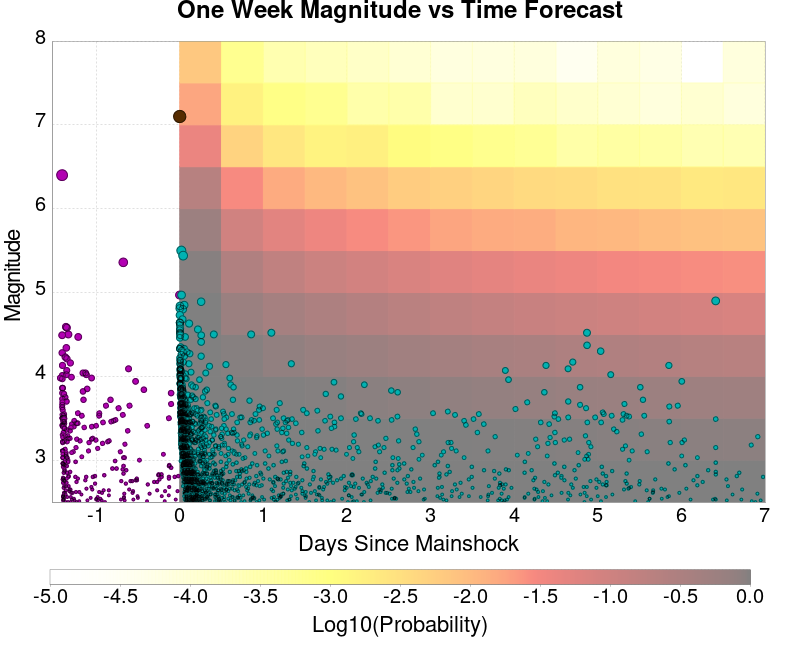 One Week Magnitude vs Time Forecast
Magnitude
8
7
6
5
4
3
-1 0 1 2 3 4 5 6 7
Days Since Mainshock
-5.0 -4.5 -4.0 -3.5 -3.0 -2.5 -2.0 -1.5 -1.0 -0.5 0.0
Log10(Probability)